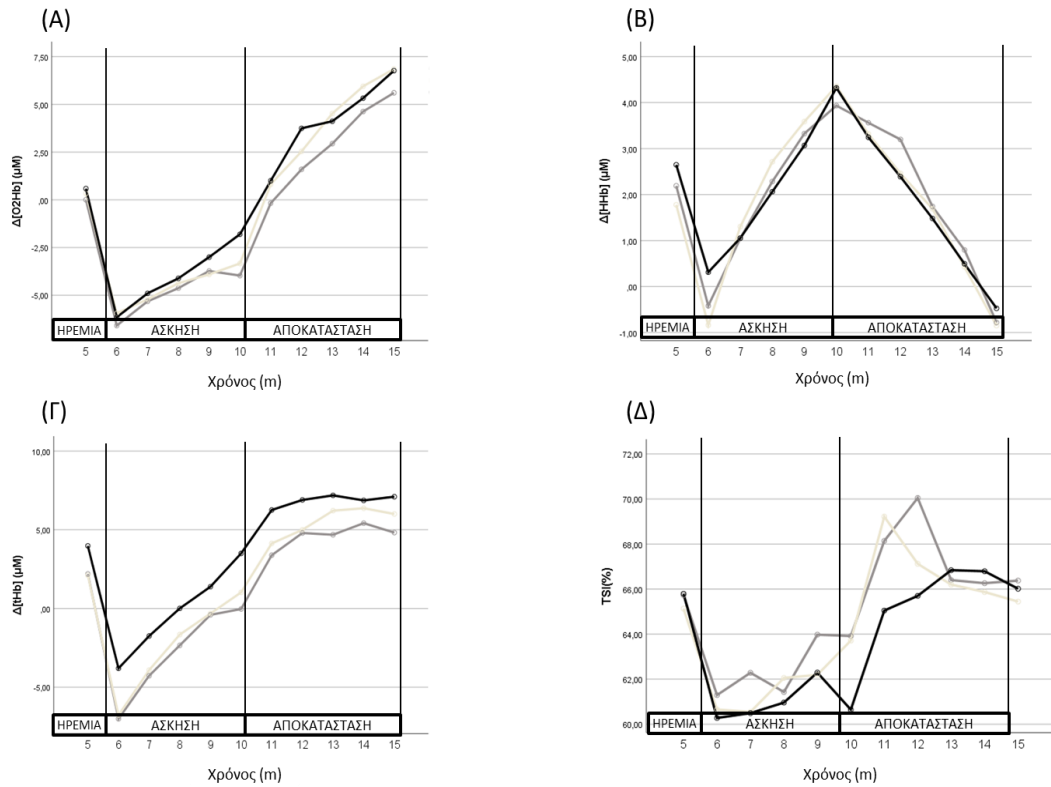 (Α)
Δ[O2Hb] (μM)
7,50
5,00
2,50
,00
-2,50
-5,00
ΗΡΕΜΙΑ ΑΣΚΗΣΗ ΑΠΟΚΑΤΑΣΤΑΣΗ
5 6 7 8 9 10 11 12 13 14 15
Χρόνος (m)
(Β)
Δ[HHb] (μM)
5,00
4,00
3,00
2,00
1,00
,00
-1,00
ΗΡΕΜΙΑ ΑΣΚΗΣΗ ΑΠΟΚΑΤΑΣΤΑΣΗ
5 6 7 8 9 10 11 12 13 14 15
Χρόνος (m)
(Γ)
Δ[tHb] (μM)
10,00
5,00
,00
-5,00
ΗΡΕΜΙΑ ΑΣΚΗΣΗ ΑΠΟΚΑΤΑΣΤΑΣΗ
5 6 7 8 9 10 11 12 13 14 15
Χρόνος (m)
(Δ)
TSI(%)
72,00
70,00
68,00
66,00
64,00
62,00
60,00
ΗΡΕΜΙΑ ΑΣΚΗΣΗ ΑΠΟΚΑΤΑΣΤΑΣΗ
5 6 7 8 9 10 11 12 13 14 15
Χρόνος (m)